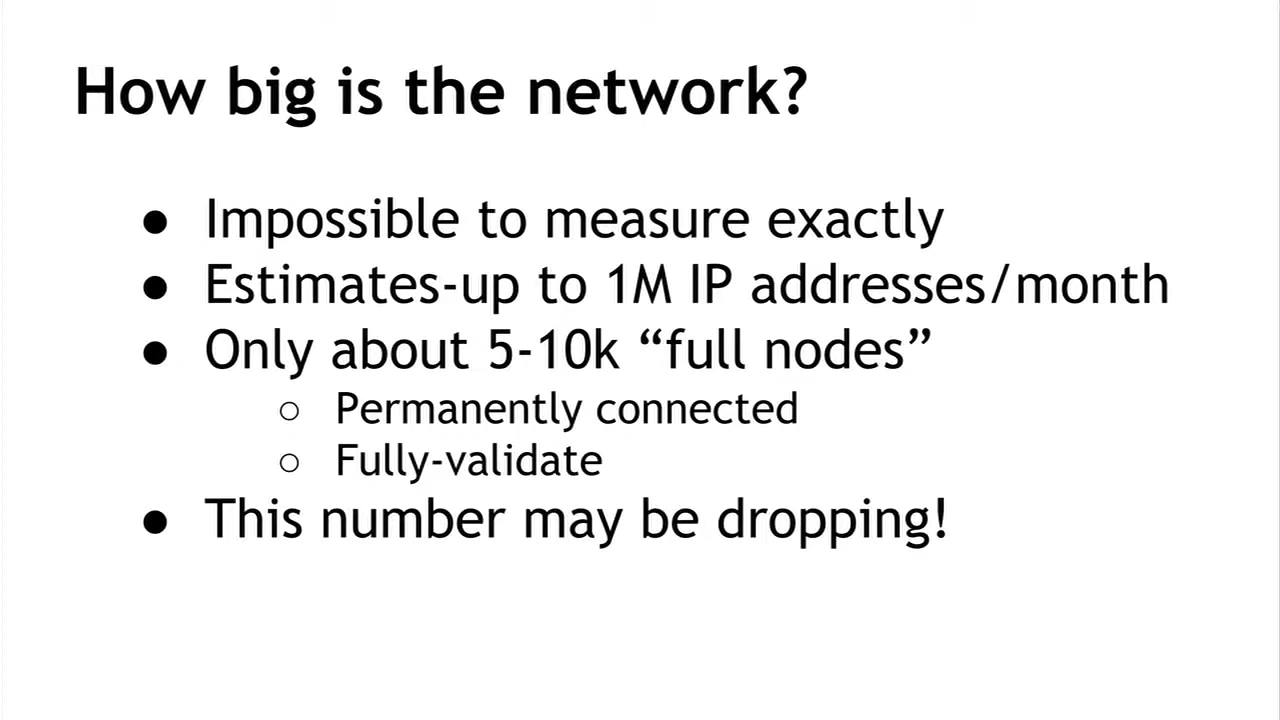 How big is the network?
● Impossible to measure exactly
● Estimates-up to 1M IP addresses/month
● Only about 5-10k “full nodes”
○ Permanently connected
○ Fully-validate
● This number may be dropping!